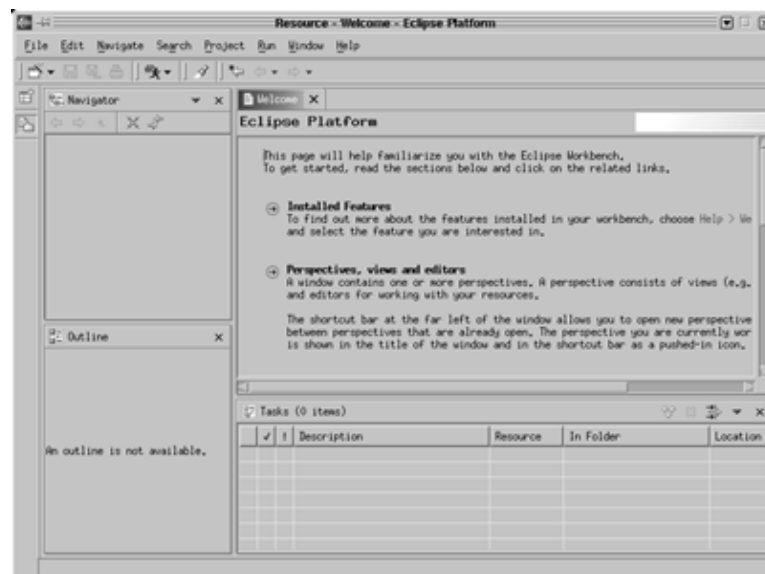 Resource - Welcome - Eclipse Platform
File Edit Navigate Search Project Run Window Help
Navigator
Welcome
Eclipse Platform
This page will help familiarize you with the Eclipse Workbench.
To get started, read the sections below and click on the related links.
Installed Features
To find out more about the features installed in your workbench, choose Help > We
and select the feature you are interested in.
Perspectives, views and editors
A window contains one or more perspectives. A perspective consists of views (e.g.
and editors for working with your resources.
The shortcut bar at the far left of the window allows you to open new perspective
between perspectives that are already open. The perspective you are currently wor
is shown in the title of the window and in the shortcut bar as a pushed-in icon.
Outline
An outline is not available.
Tasks (0 items)
! Description Resource In Folder Location